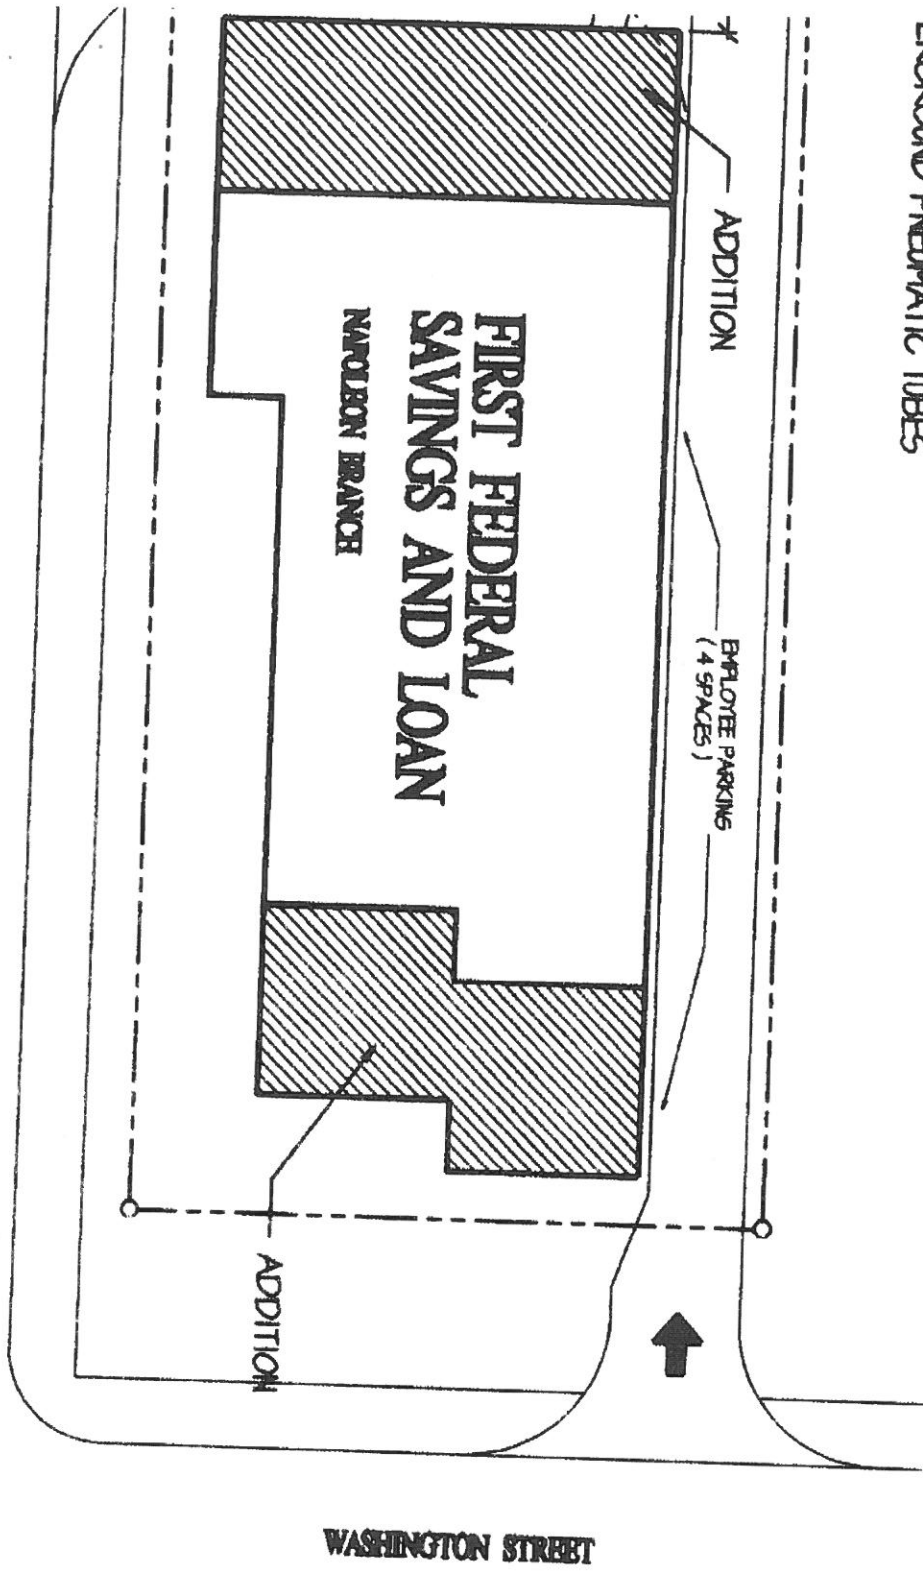 PNEUMATIC TUBES
ADDITION
EMPLOYEE PARKING
( 4 SPACES )
FIRST FEDERAL
SAVINGS AND LOAN
NAPOLEON BRANCH
ADDITION
WASHINGTON STREET